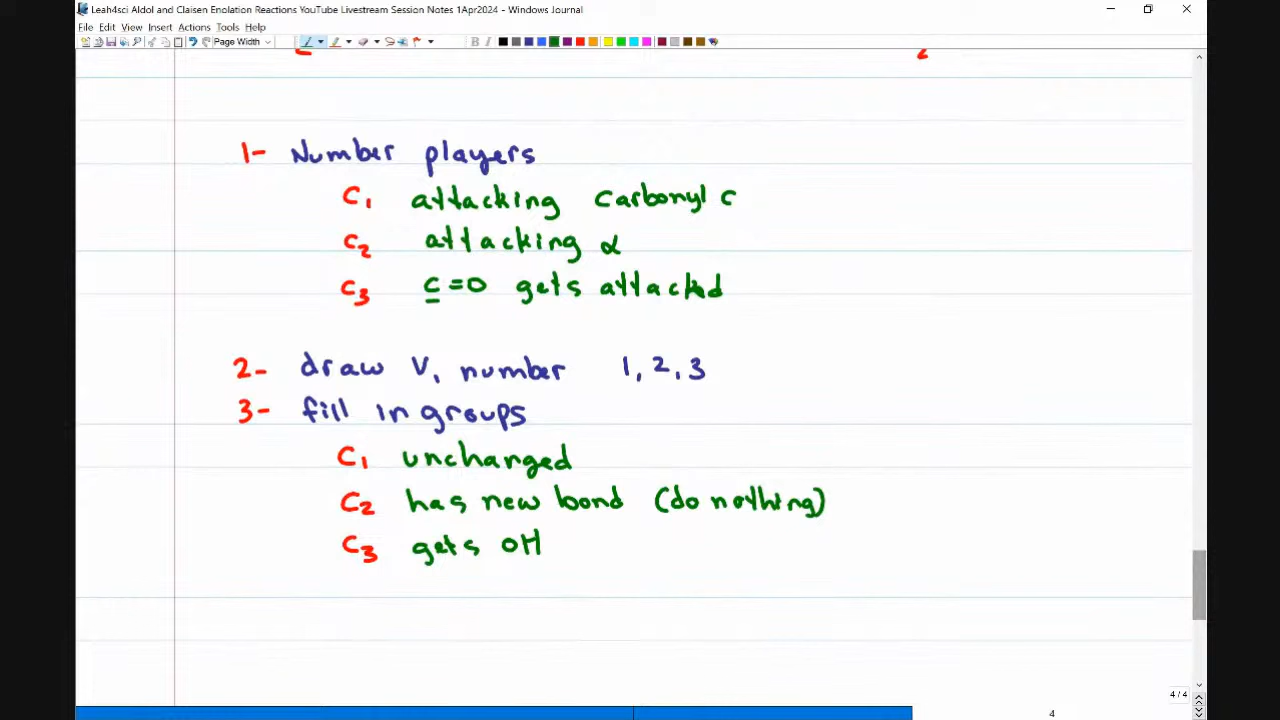 Leah4sci Aldol and Claisen Enolation Reactions YouTube Livestream Session Notes 1Apr2024 - Windows Journal
File Edit View Insert Actions Tools Help
Page Width
B I
1- Number players
C1 attacking carbonyl c
C2 attacking α
C3 C=O gets attacked
2- draw V, number 1, 2, 3
3- fill in groups
C1 unchanged
C2 has new bond (do nothing)
C3 gets OH
4 / 4
4